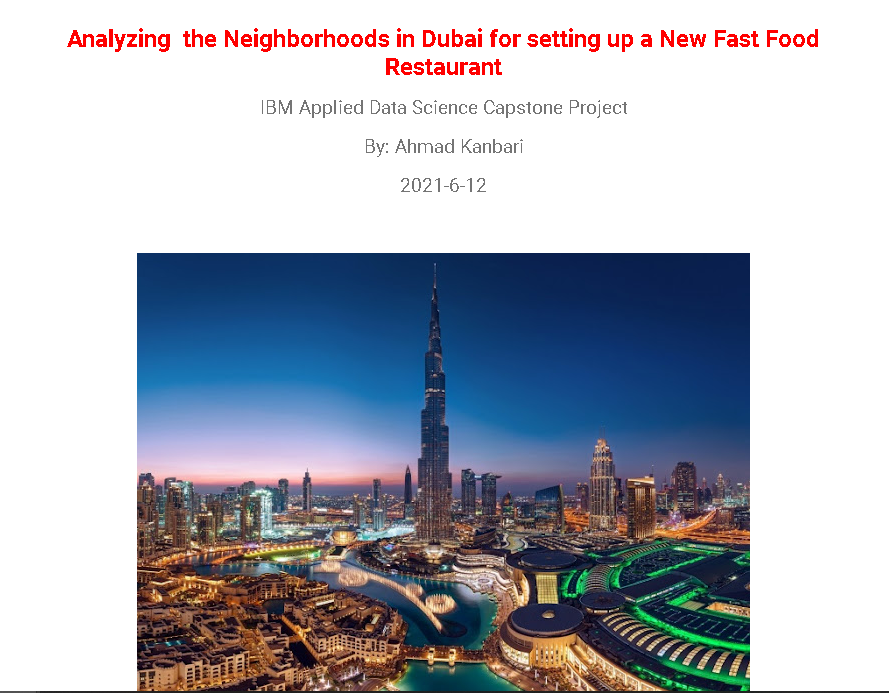 Analyzing  the Neighborhoods in Dubai for setting up a New Fast Food
Restaurant
IBM Applied Data Science Capstone Project
By: Ahmad Kanbari
2021-6-12